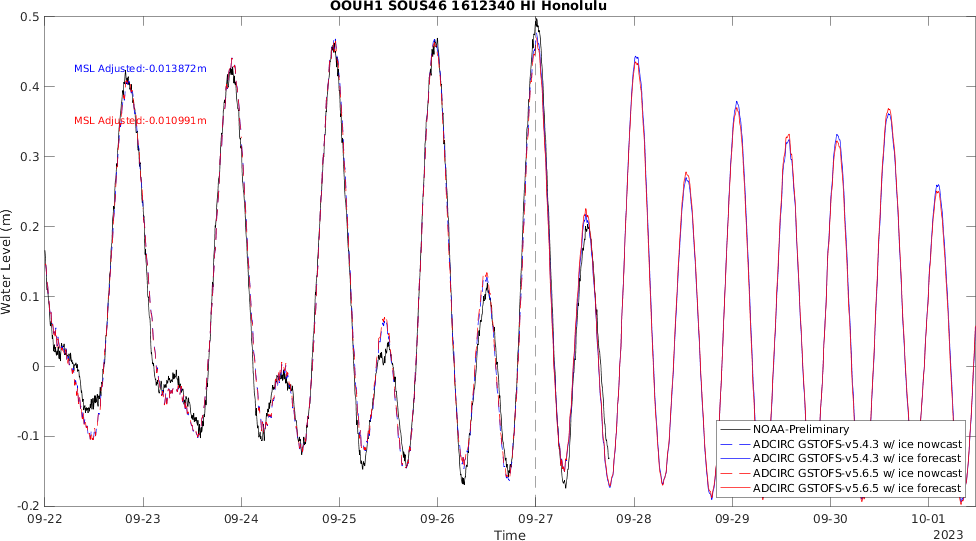 OOUH1 SOUS46 1612340 HI Honolulu
MSL Adjusted:-0.013872m
MSL Adjusted:-0.010991m
Water Level (m)
0.5
0.4
0.3
0.2
0.1
0
-0.1
-0.2
NOAA-Preliminary
ADCIRC GSTOFS-v5.4.3 w/ ice nowcast
ADCIRC GSTOFS-v5.4.3 w/ ice forecast
ADCIRC GSTOFS-v5.6.5 w/ ice nowcast
ADCIRC GSTOFS-v5.6.5 w/ ice forecast
09-22 09-23 09-24 09-25 09-26 09-27 09-28 09-29 09-30 10-01
Time
2023